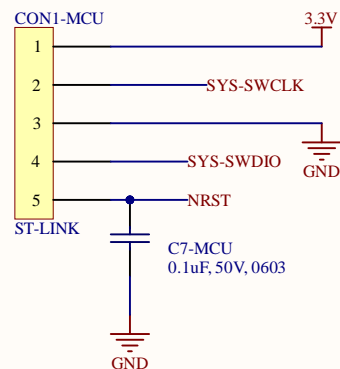 CON1-MCU
3.3V
1
2
SYS-SWCLK
3
GND
4
SYS-SWDIO
5
NRST
ST-LINK
C7-MCU
0.1uF, 50V, 0603
GND